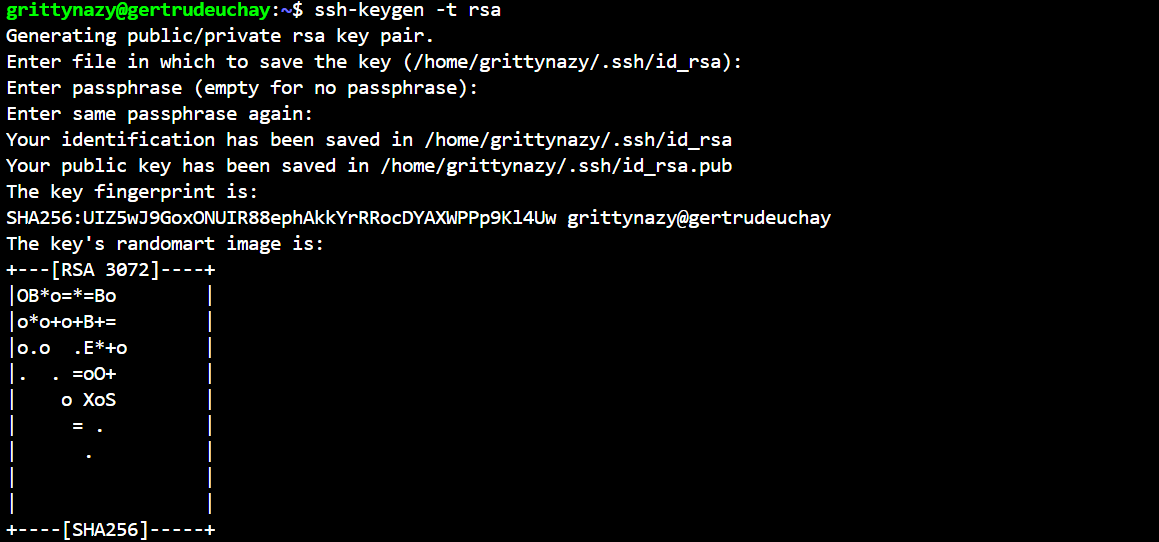 grittynazy@gertrudeuchay:~$ ssh-keygen -t rsa
Generating public/private rsa key pair.
Enter file in which to save the key (/home/grittynazy/.ssh/id_rsa):
Enter passphrase (empty for no passphrase):
Enter same passphrase again:
Your identification has been saved in /home/grittynazy/.ssh/id_rsa
Your public key has been saved in /home/grittynazy/.ssh/id_rsa.pub
The key fingerprint is:
SHA256:UIZ5wJ9GoxONUIR88ephAkkYrRRocDYAXWPPp9Kl4Uw grittynazy@gertrudeuchay
The key's randomart image is:
+---[RSA 3072]----+
|OB*o=*=Bo        |
|o*o+o+B+=        |
|o.o  .E*+o       |
|.  . =oO+        |
|    o XoS        |
|     = .         |
|      .          |
|                 |
|                 |
+----[SHA256]-----+